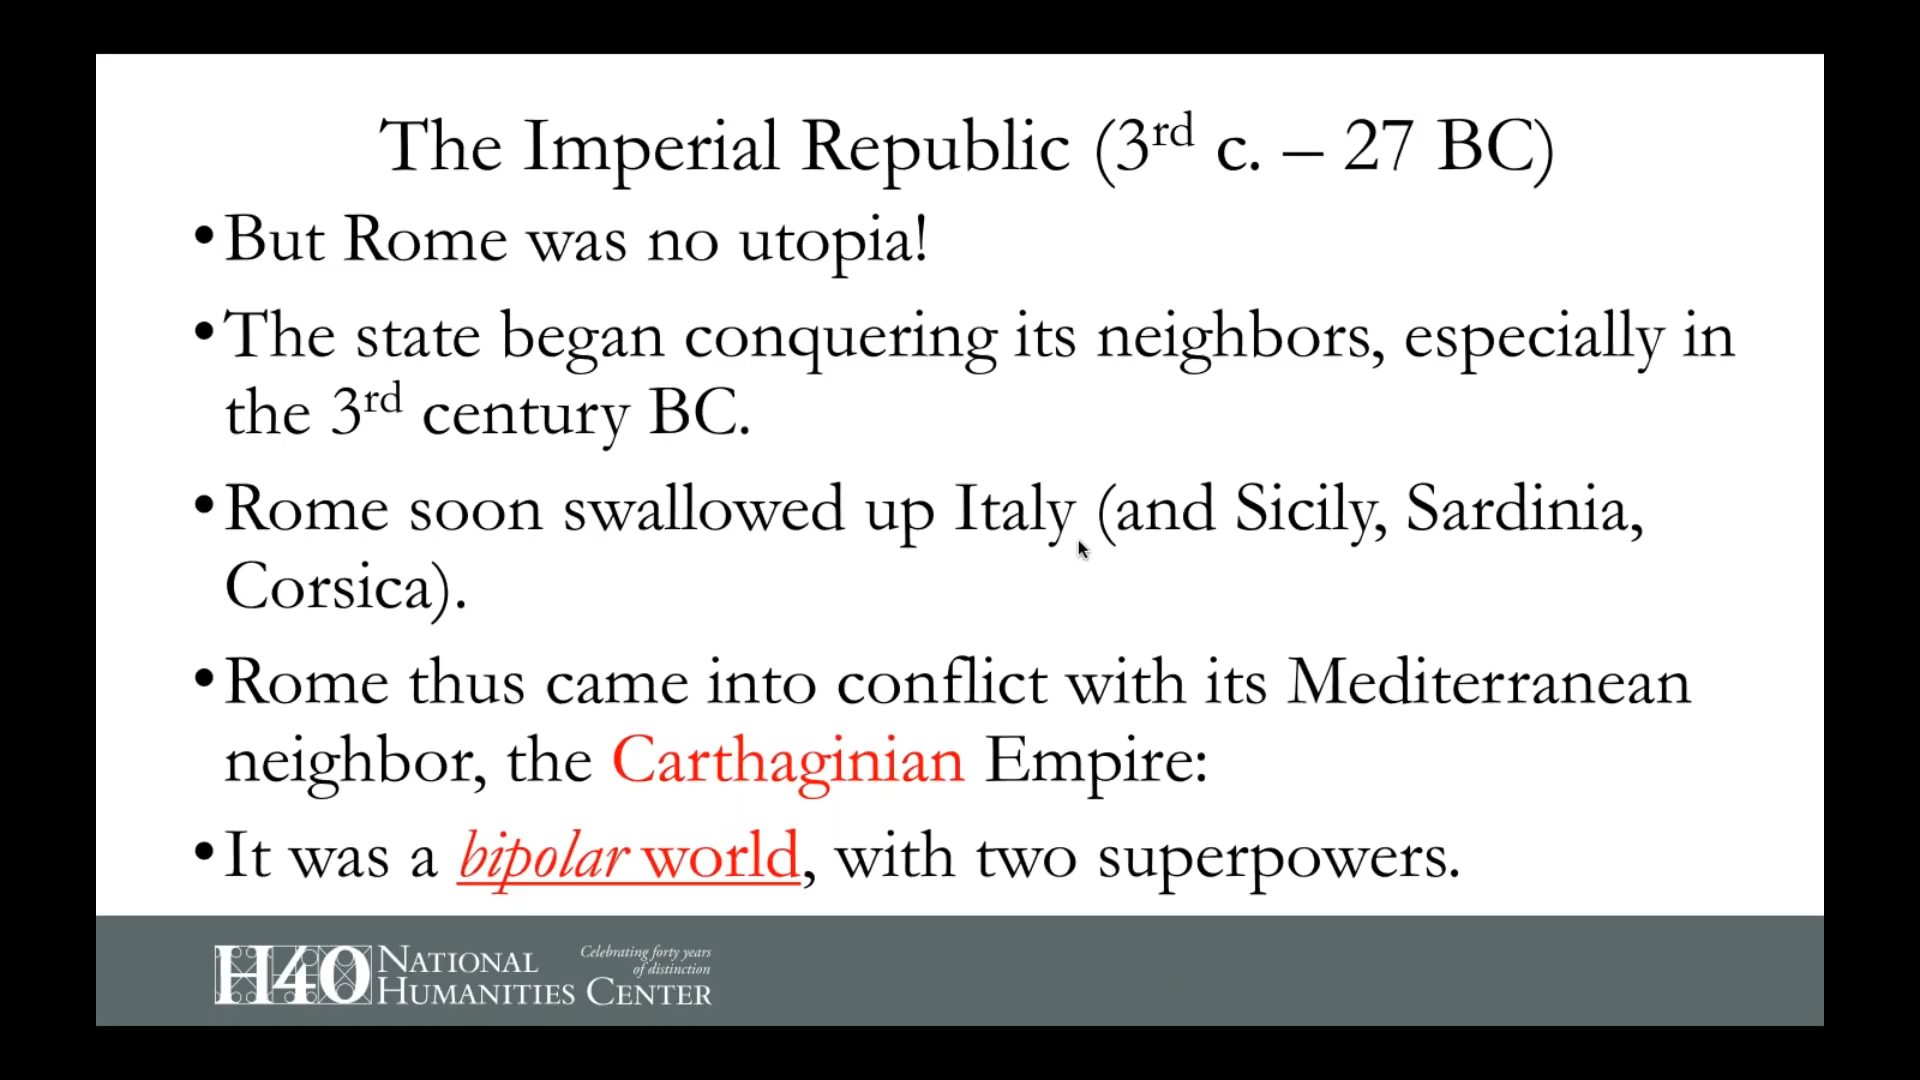 The Imperial Republic (3rd c. – 27 BC)
•But Rome was no utopia!
•The state began conquering its neighbors, especially in
the 3rd century BC.
•Rome soon swallowed up Italy (and Sicily, Sardinia,
Corsica).
•Rome thus came into conflict with its Mediterranean
neighbor, the Carthaginian Empire:
•It was a bipolar world, with two superpowers.
H40 NATIONAL HUMANITIES CENTER
Celebrating forty years
of distinction